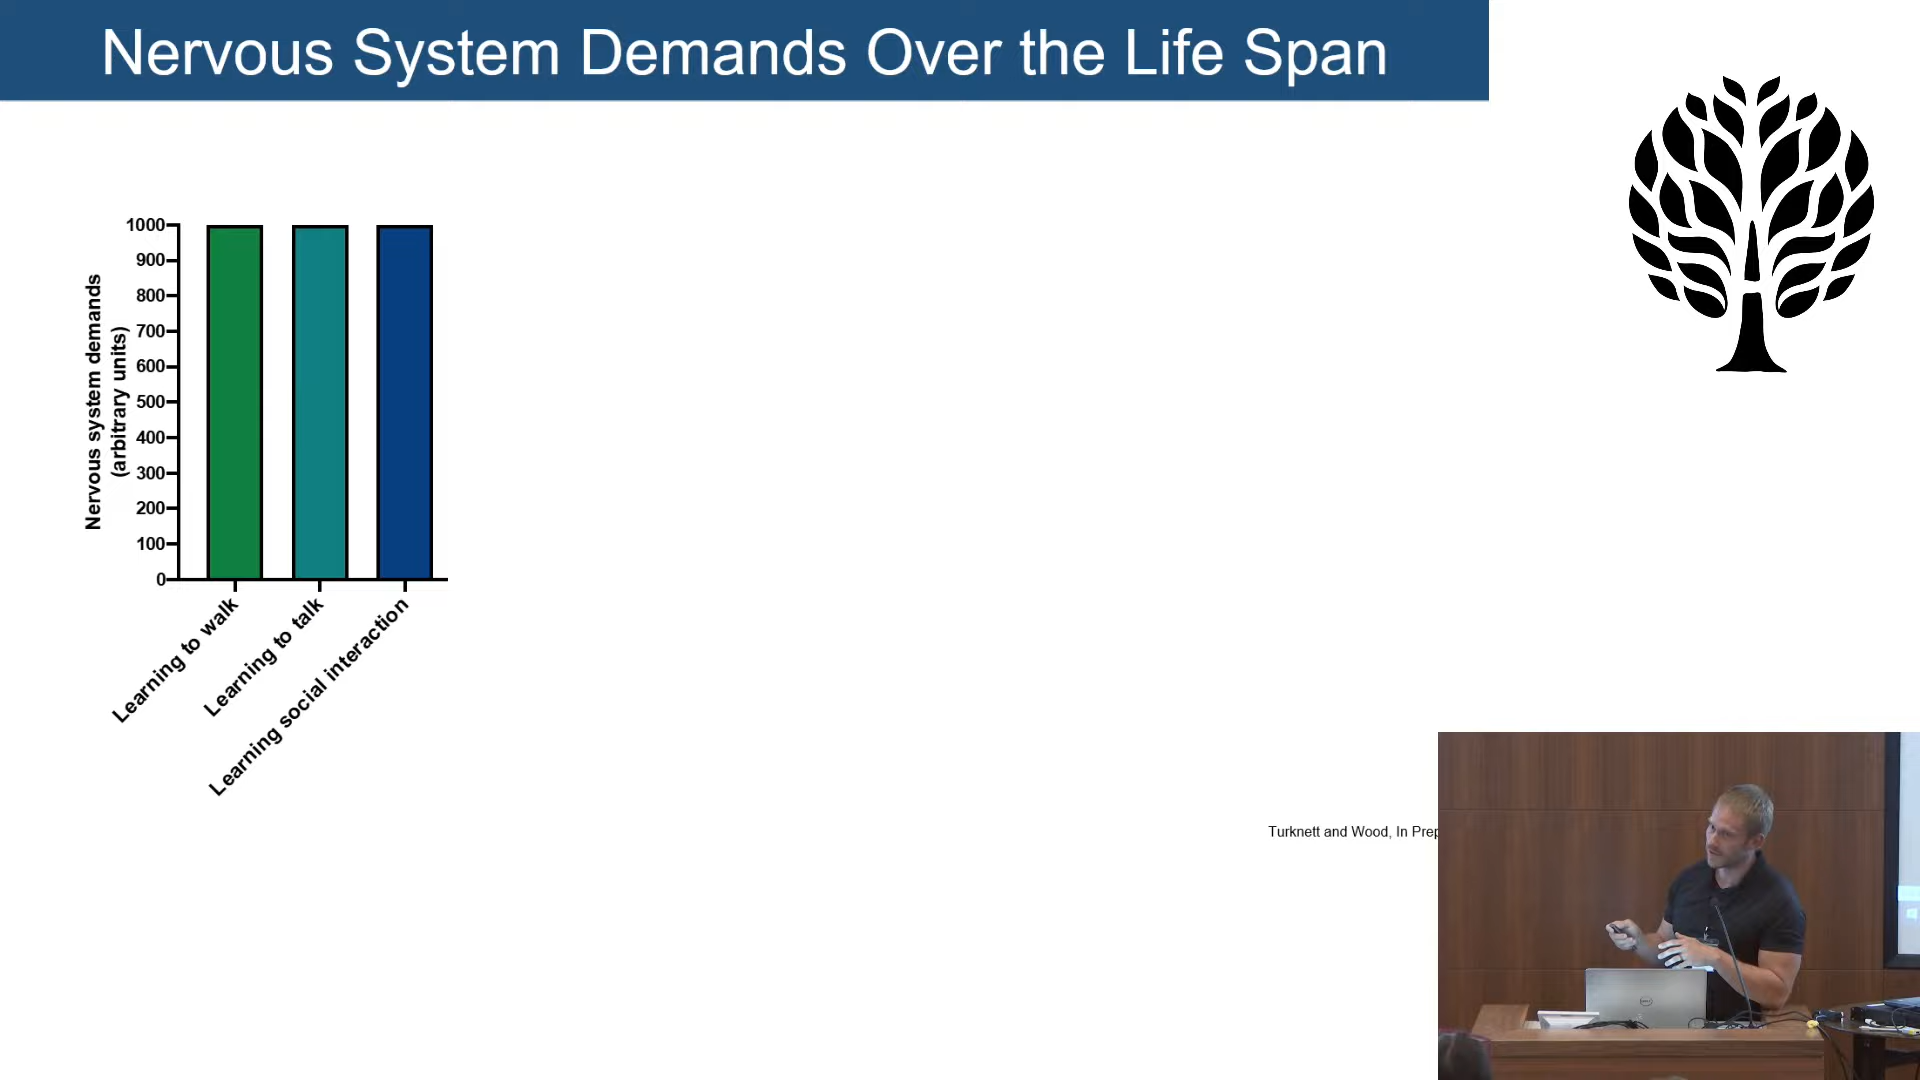 Nervous System Demands Over the Life Span
Nervous system demands
(arbitrary units)
1000
900
800
700
600
500
400
300
200
100
0
Learning to walk
Learning to talk
Learning social interaction
Turknett and Wood, In Prep